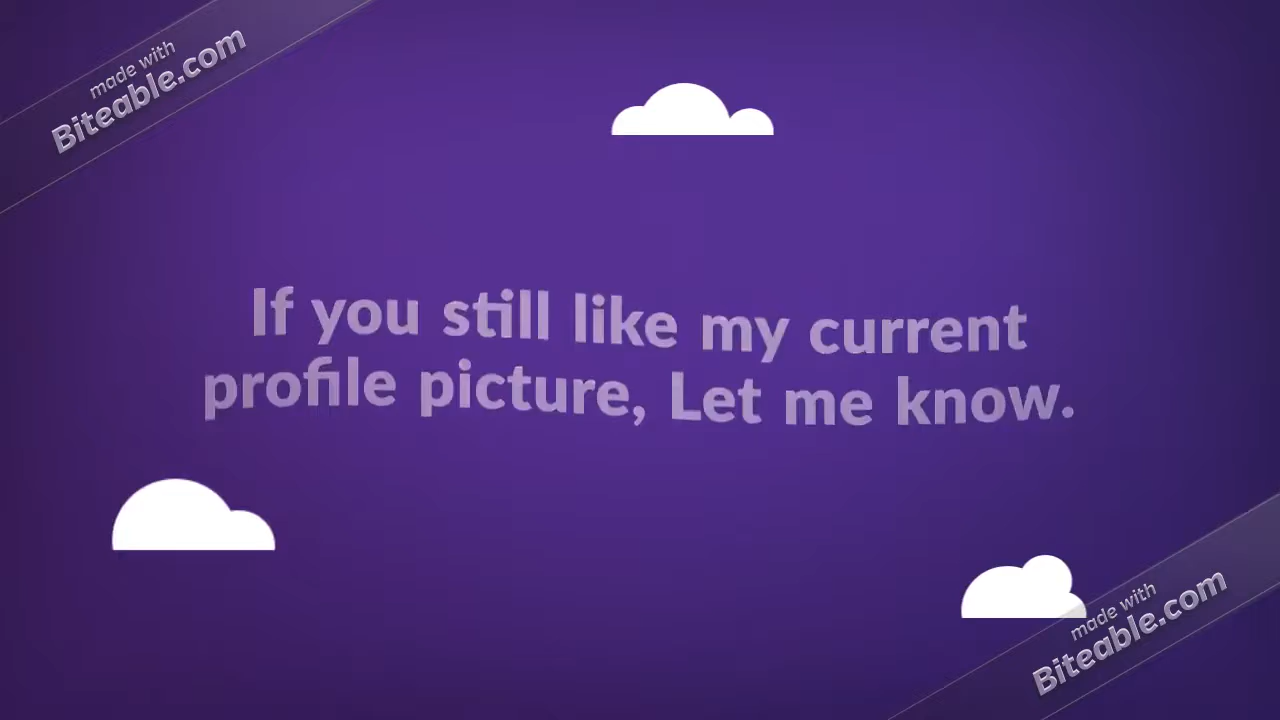 made with
Biteable.com
If you still like my current
profile picture, Let me know.
made with
Biteable.com